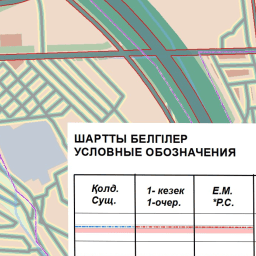 ШАРТТЫ БЕЛГІЛЕР
УСЛОВНЫЕ ОБОЗНАЧЕНИЯ
Қолд. 1- кезек Е.М.
Сущ. 1-очер. *Р.С.